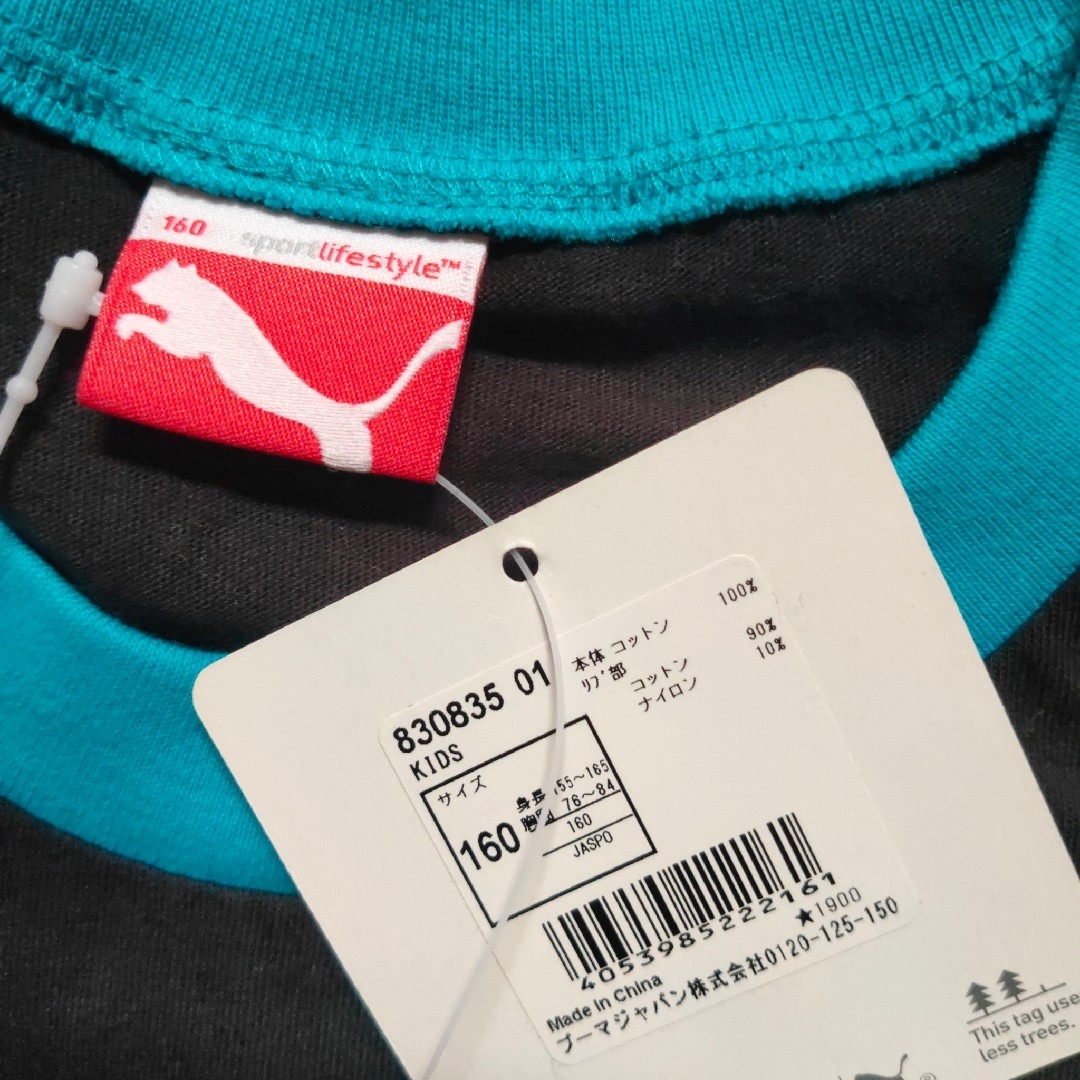 160
sportlifestyle™
830835 01
KIDS
本体 コットン 100%
リブ部
コットン 90%
ナイロン 10%
サイズ
160
身長 155～165
胸囲 76～84
160
JASPO
4053985222161
★1900
Made in China
プーマジャパン株式会社0120-125-150
This tag use
less trees.
®